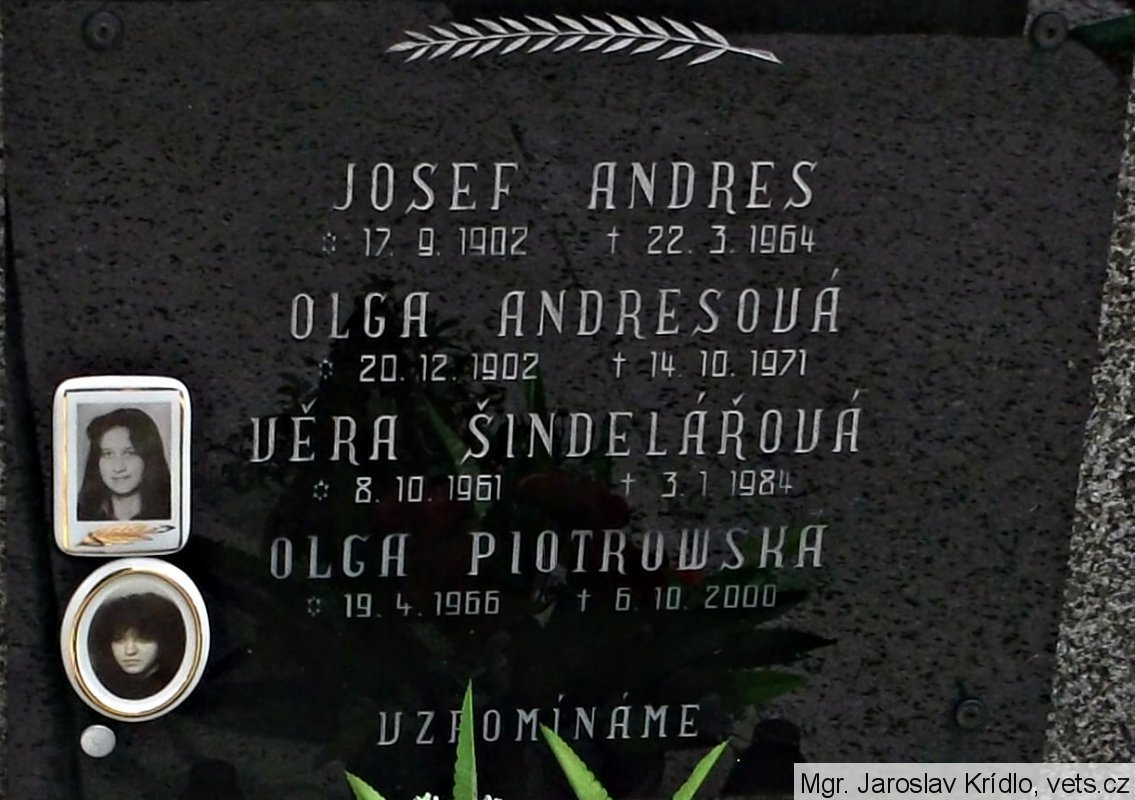 JOSEF ANDRES
✡ 17. 9. 1902 † 22. 3. 1964
OLGA ANDRESOVÁ
✡ 20. 12. 1902 † 14. 10. 1971
VĚRA ŠINDELÁŘOVÁ
✡ 8. 10. 1961 † 3. 1. 1984
OLGA PIOTROWSKÁ
✡ 19. 4. 1966 † 6. 10. 2000
VZPOMÍNÁME
Mgr. Jaroslav Krídlo, vets.cz